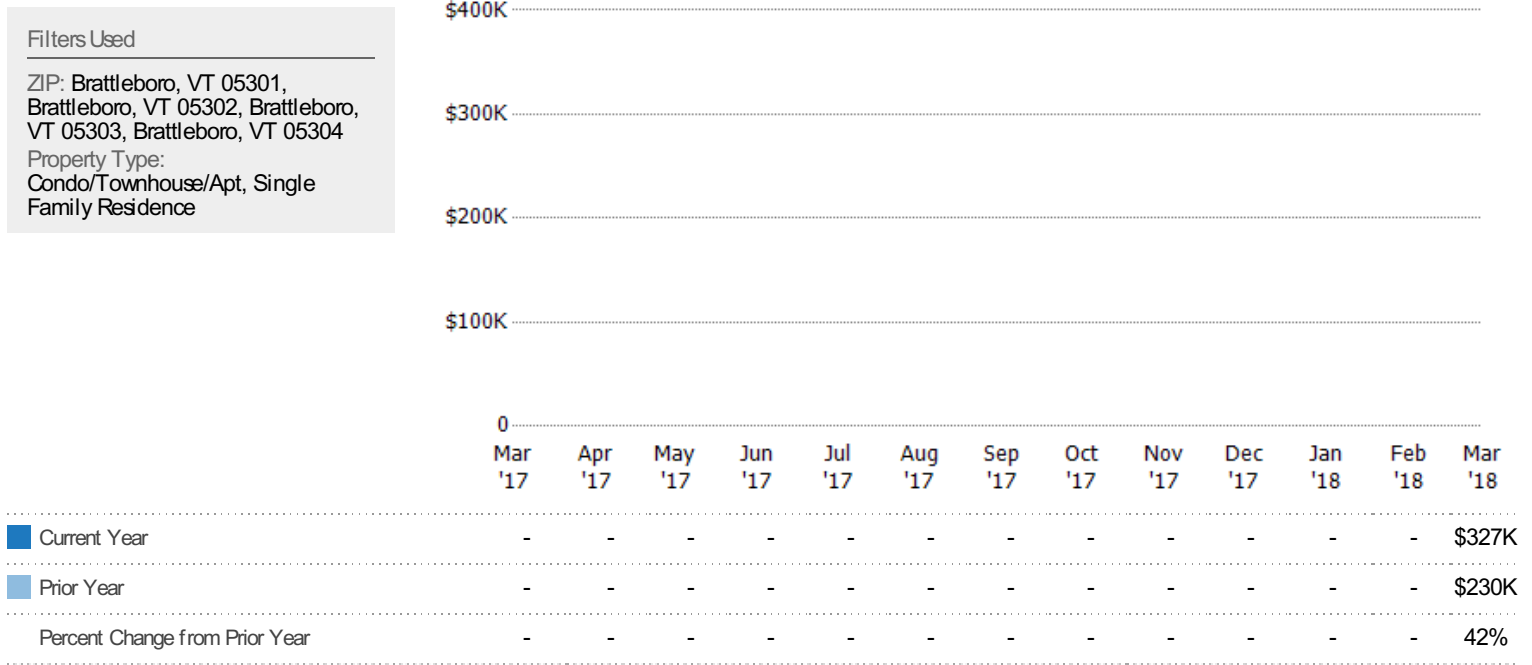 Filters Used
ZIP: Brattleboro, VT 05301,
Brattleboro, VT 05302, Brattleboro,
VT 05303, Brattleboro, VT 05304
Property Type:
Condo/Townhouse/Apt, Single
Family Residence
$400K
$300K
$200K
$100K
0
Mar Apr May Jun Jul Aug Sep Oct Nov Dec Jan Feb Mar
'17 '17 '17 '17 '17 '17 '17 '17 '17 '17 '18 '18 '18
Current Year - - - - - - - - - - - - $327K
Prior Year - - - - - - - - - - - - $230K
Percent Change from Prior Year - - - - - - - - - - - - 42%